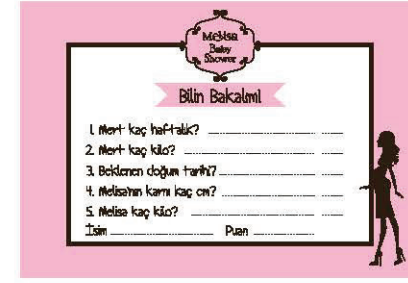 Melisa
Baby
Shower
Bilin Bakalım!
1. Mert kaç haftalık?
2. Mert kaç kilo?
3. Beklenen doğum tarihi?
4. Melisa'nın karnı kaç cm?
5. Melisa kaç kilo?
İsim Puan